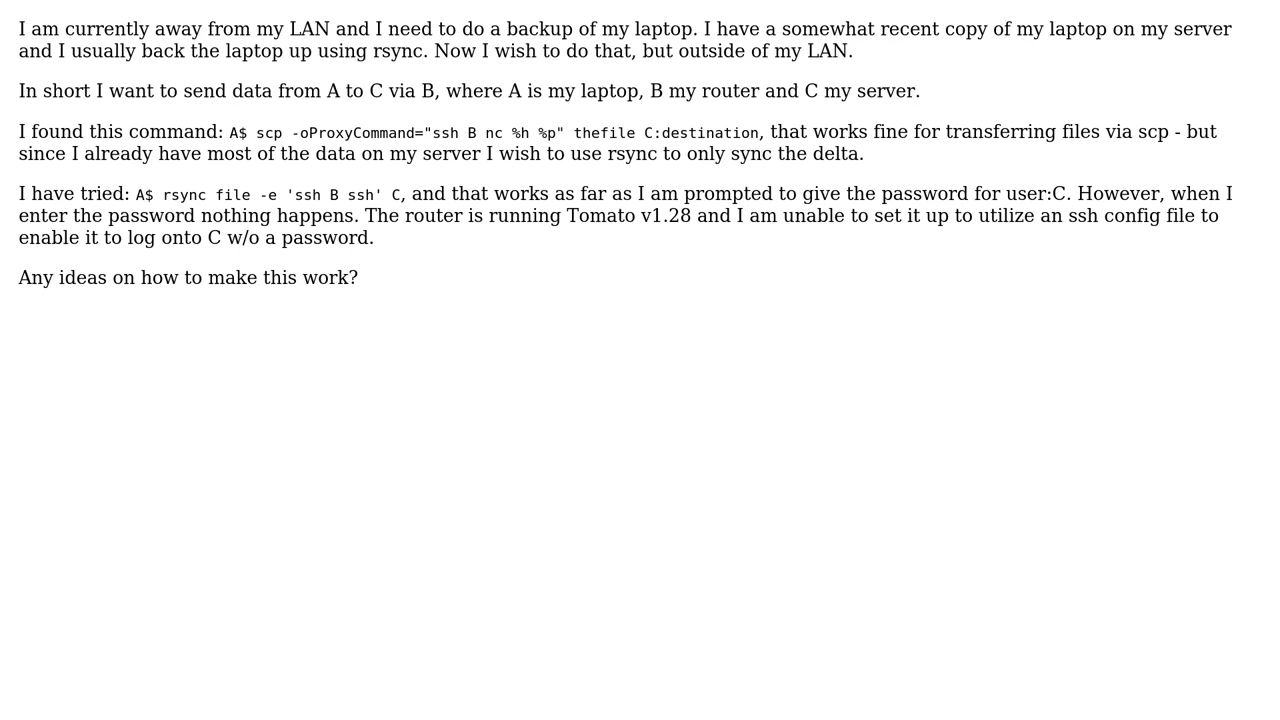 I am currently away from my LAN and I need to do a backup of my laptop. I have a somewhat recent copy of my laptop on my server
and I usually back the laptop up using rsync. Now I wish to do that, but outside of my LAN.
In short I want to send data from A to C via B, where A is my laptop, B my router and C my server.
I found this command: A$ scp -oProxyCommand="ssh B nc %h %p" thefile C:destination, that works fine for transferring files via scp - but
since I already have most of the data on my server I wish to use rsync to only sync the delta.
I have tried: A$ rsync file -e 'ssh B ssh' C, and that works as far as I am prompted to give the password for user:C. However, when I
enter the password nothing happens. The router is running Tomato v1.28 and I am unable to set it up to utilize an ssh config file to
enable it to log onto C w/o a password.
Any ideas on how to make this work?